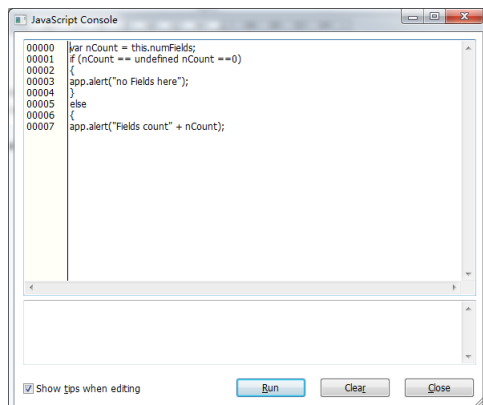 JavaScript Console
00000 var nCount = this.numFields;
00001 if (nCount == undefined nCount ==0)
00002 {
00003 app.alert("no Fields here");
00004 }
00005 else
00006 {
00007 app.alert("Fields count" + nCount);
Show tips when editing
Run
Clear
Close